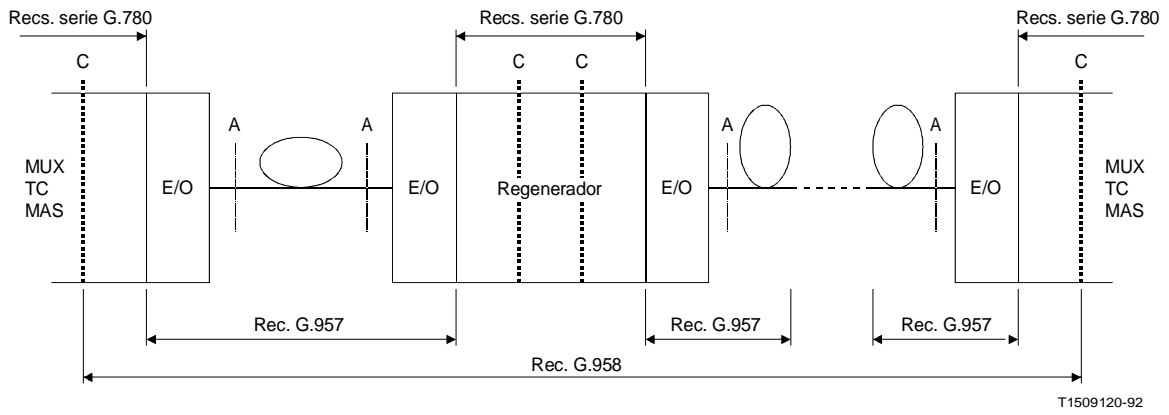 Recs. serie G.780
Recs. serie G.780
Recs. serie G.780
C
C
C
C
A
A
A
A
MUX
TC
MAS
E/O
E/O
Regenerador
E/O
E/O
MUX
TC
MAS
Rec. G.957
Rec. G.957
Rec. G.957
Rec. G.958
T1509120-92